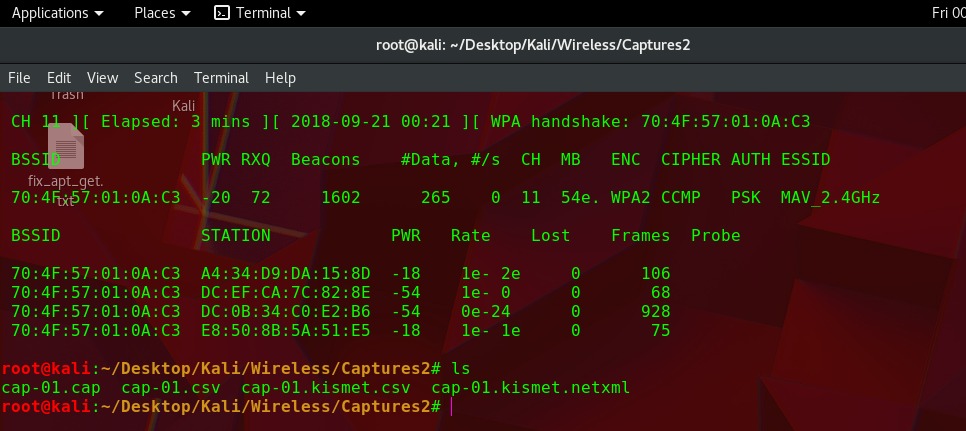 Applications Places Terminal Fri 00
root@kali: ~/Desktop/Kali/Wireless/Captures2
File Edit View Search Terminal Help
Trash
Kali
CH 11 ][ Elapsed: 3 mins ][ 2018-09-21 00:21 ][ WPA handshake: 70:4F:57:01:0A:C3
BSSID PWR RXQ Beacons #Data, #/s CH MB ENC CIPHER AUTH ESSID
fix_apt_get.
txt
70:4F:57:01:0A:C3 -20 72 1602 265 0 11 54e. WPA2 CCMP PSK MAV_2.4GHz
BSSID STATION PWR Rate Lost Frames Probe
70:4F:57:01:0A:C3 A4:34:D9:DA:15:8D -18 1e- 2e 0 106
70:4F:57:01:0A:C3 DC:EF:CA:7C:82:8E -54 1e- 0 0 68
70:4F:57:01:0A:C3 DC:0B:34:C0:E2:B6 -54 0e-24 0 928
70:4F:57:01:0A:C3 E8:50:8B:5A:51:E5 -18 1e- 1e 0 75
root@kali:~/Desktop/Kali/Wireless/Captures2# ls
cap-01.cap cap-01.csv cap-01.kismet.csv cap-01.kismet.netxml
root@kali:~/Desktop/Kali/Wireless/Captures2#